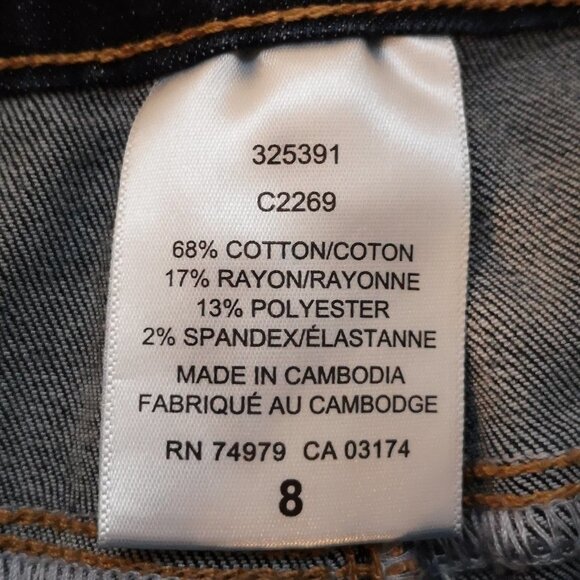 325391
C2269
68% COTTON/COTON
17% RAYON/RAYONNE
13% POLYESTER
2% SPANDEX/ÉLASTANNE
MADE IN CAMBODIA
FABRIQUÉ AU CAMBODGE
RN 74979 CA 03174
8